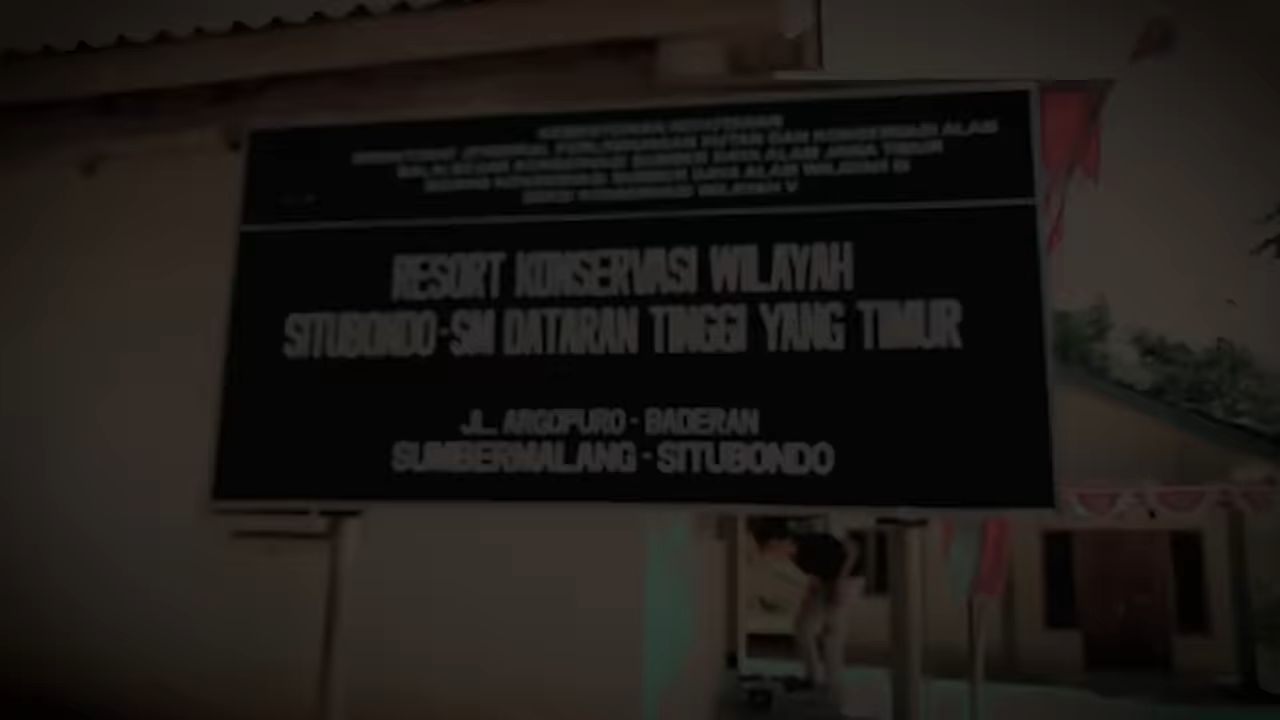 KEMENTERIAN KEHUTANAN
DIREKTORAT JENDERAL PERLINDUNGAN HUTAN DAN KONSERVASI ALAM
BALAI BESAR KONSERVASI SUMBER DAYA ALAM JAWA TIMUR
BIDANG KONSERVASI SUMBER DAYA ALAM WILAYAH III
SEKSI KONSERVASI WILAYAH V
RESORT KONSERVASI WILAYAH
SITUBONDO-SM DATARAN TINGGI YANG TIMUR
JL. ARGOPURO - BADERAN
SUMBERMALANG - SITUBONDO